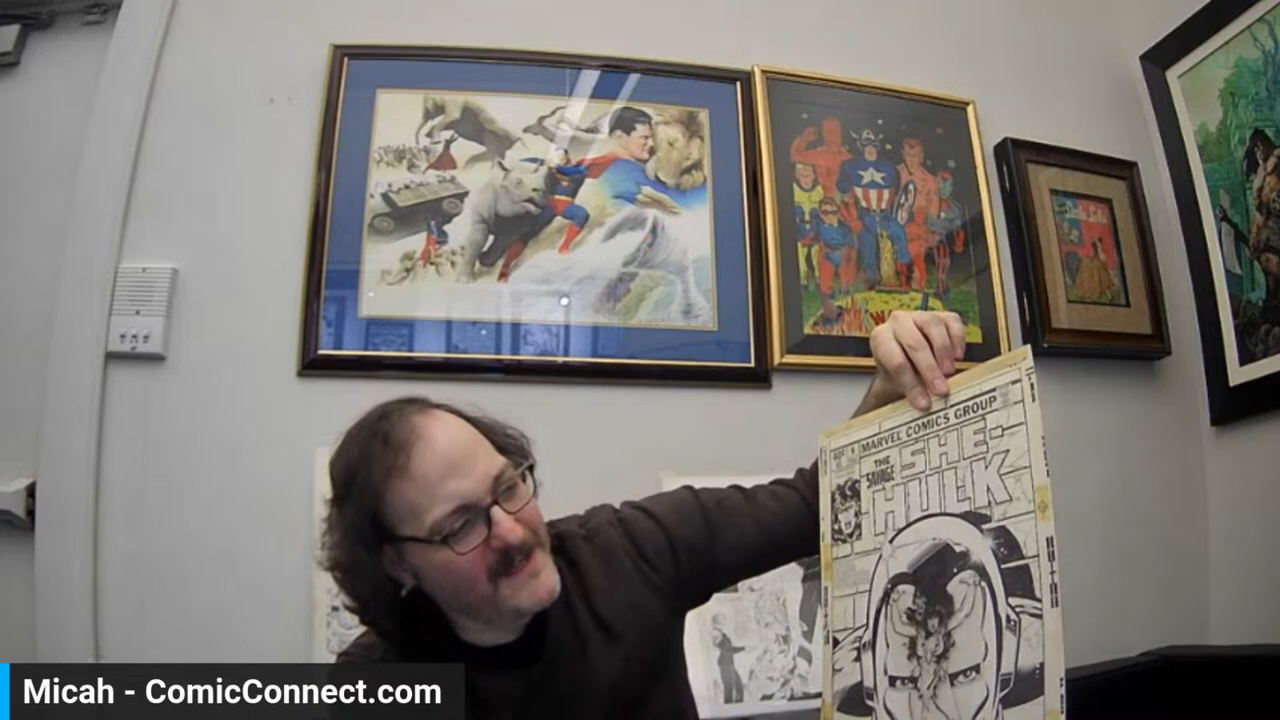 MARVEL COMICS GROUP
THE
SAVAGE
SHE-
HULK
Micah - ComicConnect.com